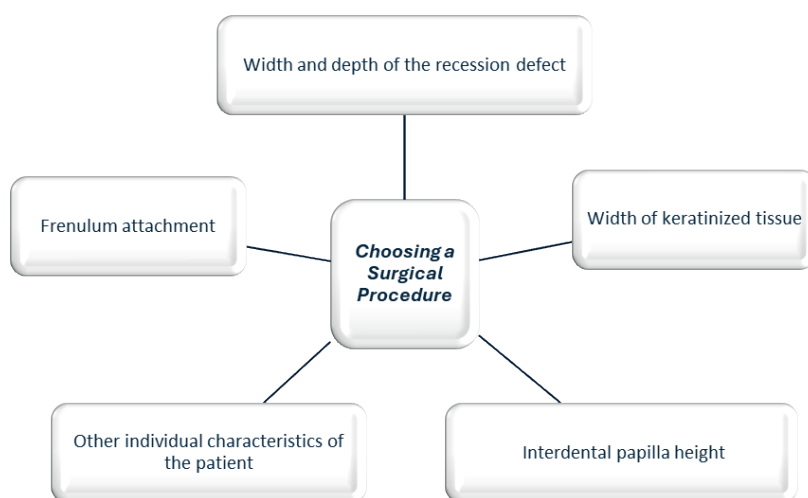 Width and depth of the recession defect
Frenulum attachment
Width of keratinized tissue
Choosing a
Surgical
Procedure
Other individual characteristics of
the patient
Interdental papilla height